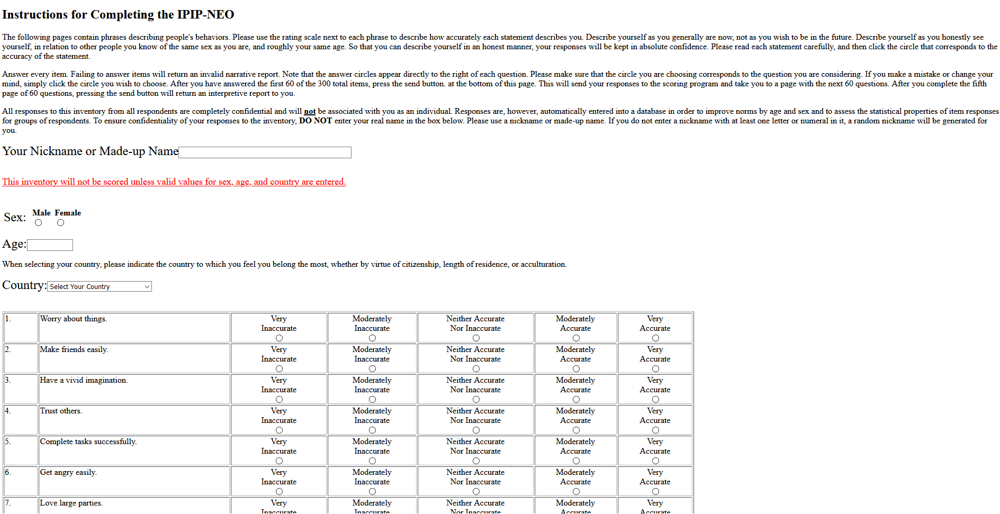 Instructions for Completing the IPIP-NEO
The following pages contain phrases describing people's behaviors. Please use the rating scale next to each phrase to describe how accurately each statement describes you. Describe yourself as you generally are now, not as you wish to be in the future. Describe yourself as you honestly see
yourself, in relation to other people you know of the same sex as you are, and roughly your same age. So that you can describe yourself in an honest manner, your responses will be kept in absolute confidence. Please read each statement carefully, and then click the circle that corresponds to the
accuracy of the statement.
Answer every item. Failing to answer items will return an invalid narrative report. Note that the answer circles appear directly to the right of each question. Please make sure that the circle you are choosing corresponds to the question you are considering. If you make a mistake or change your
mind, simply click the circle you wish to choose. After you have answered the first 60 of the 300 total items, press the send button. at the bottom of this page. This will send your responses to the scoring program and take you to a page with the next 60 questions. After you complete the fifth
page of 60 questions, pressing the send button will return an interpretive report to you.
All responses to this inventory from all respondents are completely confidential and will not be associated with you as an individual. Responses are, however, automatically entered into a database in order to improve norms by age and sex and to assess the statistical properties of item responses
for groups of respondents. To ensure confidentiality of your responses to the inventory, DO NOT enter your real name in the box below. Please use a nickname or made-up name. If you do not enter a nickname with at least one letter or numeral in it, a random nickname will be generated for
you.
Your Nickname or Made-up Name
This inventory will not be scored unless valid values for sex, age, and country are entered.
Sex: Male Female
Age:
When selecting your country, please indicate the country to which you feel you belong the most, whether by virtue of citizenship, length of residence, or acculturation.
Country: Select Your Country
1. Worry about things. Very Moderately Neither Accurate Moderately Very
Inaccurate Inaccurate Nor Inaccurate Accurate Accurate
2. Make friends easily. Very Moderately Neither Accurate Moderately Very
Inaccurate Inaccurate Nor Inaccurate Accurate Accurate
3. Have a vivid imagination. Very Moderately Neither Accurate Moderately Very
Inaccurate Inaccurate Nor Inaccurate Accurate Accurate
4. Trust others. Very Moderately Neither Accurate Moderately Very
Inaccurate Inaccurate Nor Inaccurate Accurate Accurate
5. Complete tasks successfully. Very Moderately Neither Accurate Moderately Very
Inaccurate Inaccurate Nor Inaccurate Accurate Accurate
6. Get angry easily. Very Moderately Neither Accurate Moderately Very
Inaccurate Inaccurate Nor Inaccurate Accurate Accurate
7. Love large parties. Very Moderately Neither Accurate Moderately Very
Inaccurate Inaccurate Nor Inaccurate Accurate Accurate